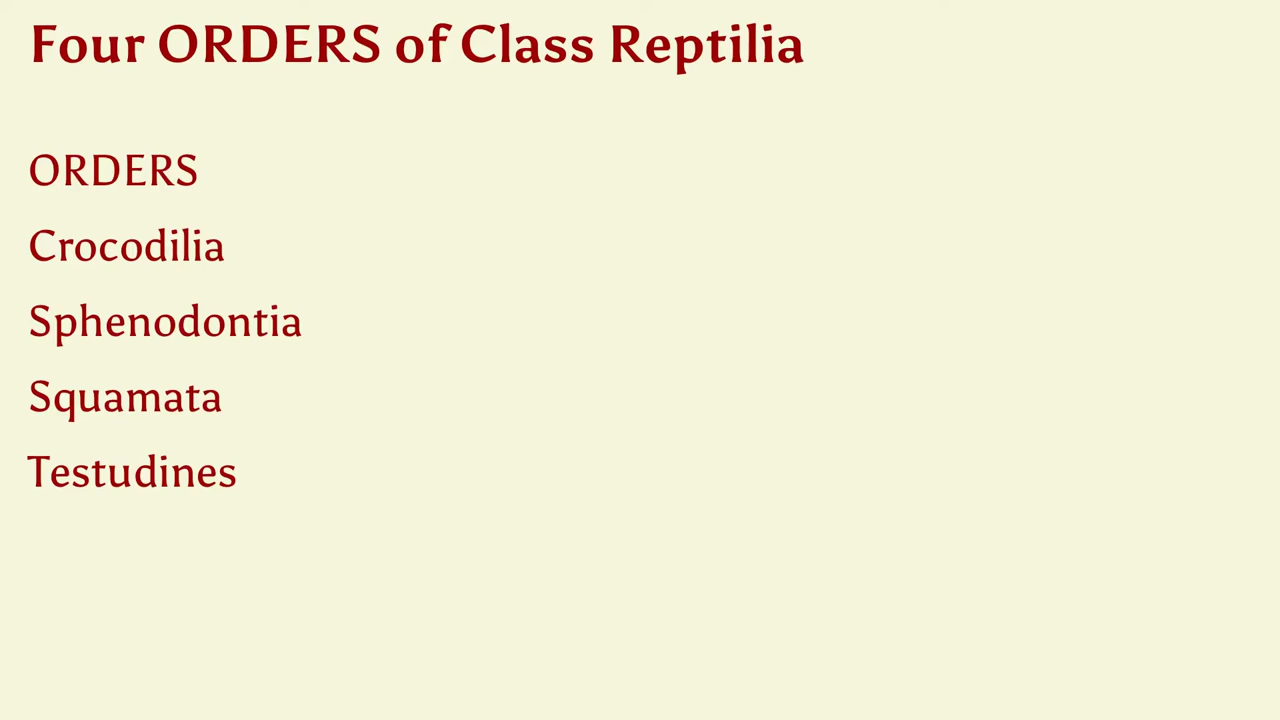 Four ORDERS of Class Reptilia
ORDERS
Crocodilia
Sphenodontia
Squamata
Testudines